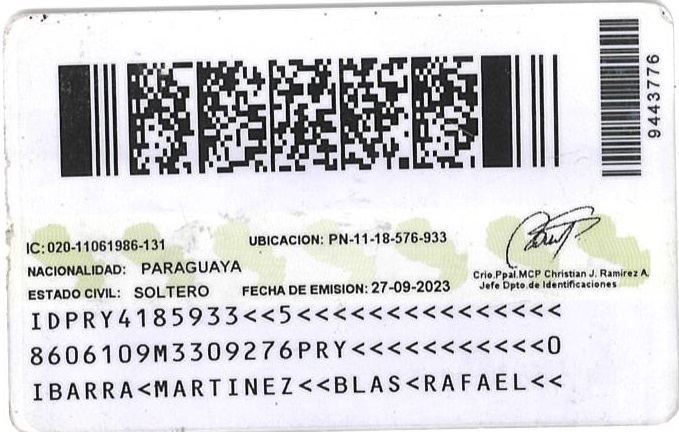 9443776
IC: 020-11061986-131
UBICACION: PN-11-18-576-933
NACIONALIDAD: PARAGUAYA
Crio.Ppal.MCP Christian J. Ramirez A.
Jefe Dpto.de Identificaciones
ESTADO CIVIL: SOLTERO
FECHA DE EMISION: 27-09-2023
IDPRY4185933<<5<<<<<<<<<<<<<<<
8606109M3309276PRY<<<<<<<<<<<0
IBARRA<MARTINEZ<<BLAS<RAFAEL<<